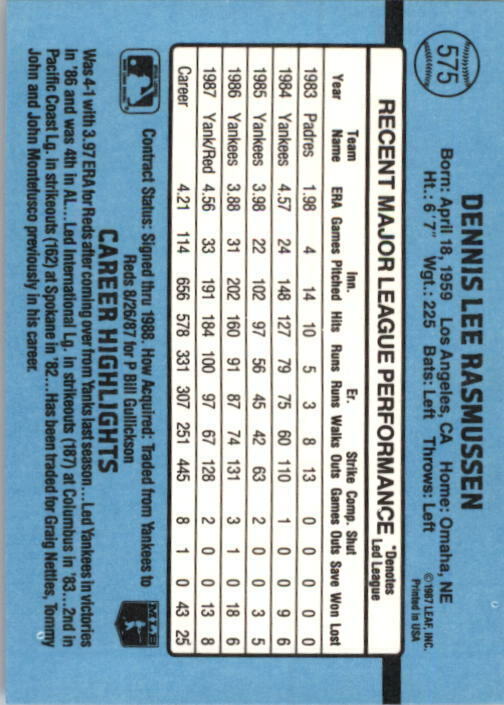 575
DENNIS LEE RASMUSSEN
Born: April 18, 1959 Los Angeles, CA Home: Omaha, NE
Ht.: 6' 7" Wgt.: 225 Bats: Left Throws: Left
©1987 LEAF, INC.
Printed in USA
RECENT MAJOR LEAGUE PERFORMANCE *Denotes Led League
Team Inn. Er. Strike Comp. Shut
Year Name ERA Games Pitched Hits Runs Runs Walks Outs Games Outs Save Won Lost
1983 Padres 1.98 4 14 10 5 3 8 13 0 0 0 0 0
1984 Yankees 4.57 24 148 127 79 75 60 110 1 0 0 9 6
1985 Yankees 3.98 22 102 97 56 45 42 63 2 0 0 3 5
1986 Yankees 3.88 31 202 160 91 87 74 131 3 1 0 18 6
1987 Yank/Red 4.56 33 191 184 100 97 67 128 2 0 0 13 8
Career 4.21 114 656 578 331 307 251 445 8 1 0 43 25
Contract Status: Signed thru 1988. How Acquired: Traded from Yankees to
Reds 8/26/87 for P Bill Gullickson
MLB
CAREER HIGHLIGHTS
Was 4-1 with 3.97 ERA for Reds after coming over from Yanks last season....Led Yankees in victories
in '86 and was 4th in AL....Led International Lg. in strikeouts (187) at Columbus in '83....2nd in
Pacific Coast Lg. in strikeouts (162) at Spokane in '82....Has been traded for Graig Nettles, Tommy
John and John Montefusco previously in his career.